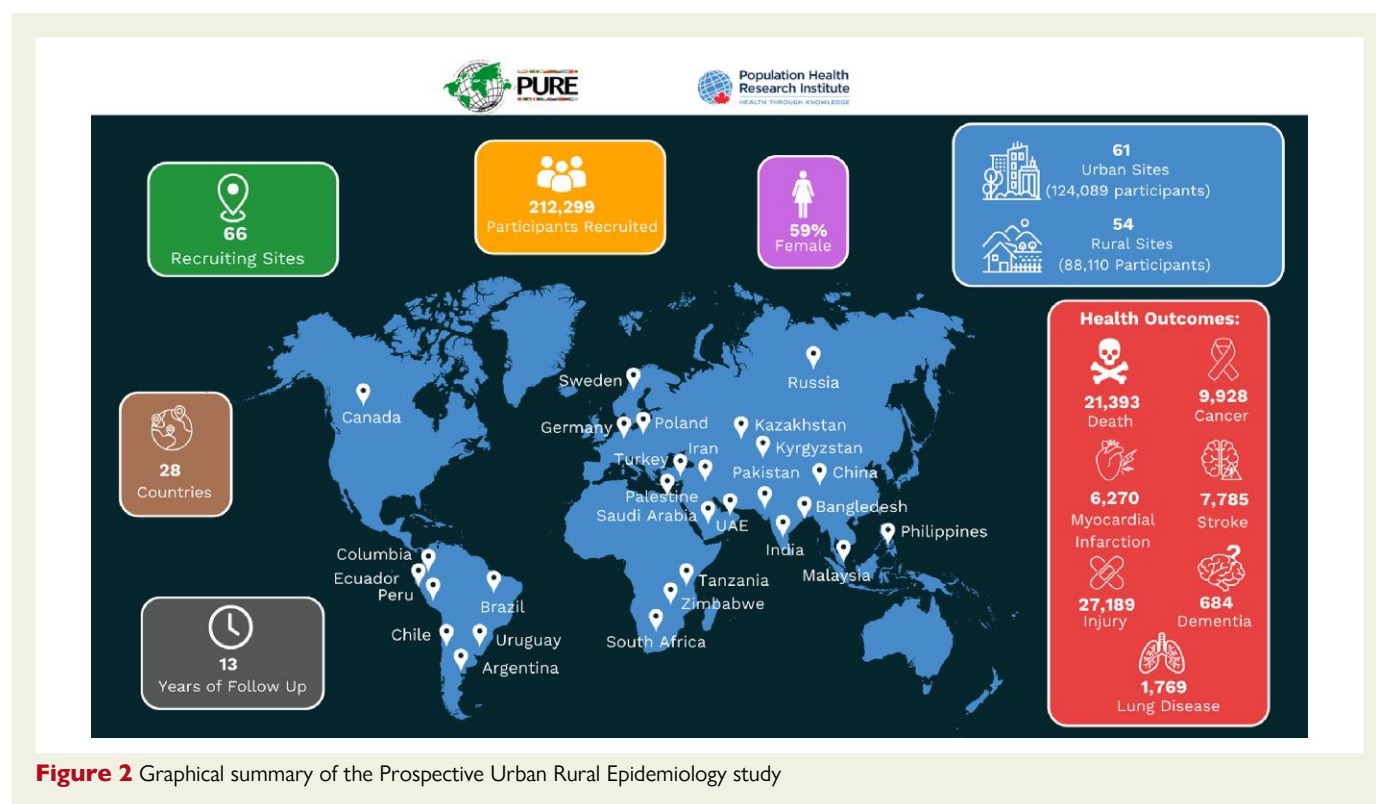 PURE
Population Health
Research Institute
HEALTH THROUGH KNOWLEDGE
66
Recruiting Sites
212,299
Participants Recruited
59%
Female
61
Urban Sites
(124,089 participants)
54
Rural Sites
(88,110 Participants)
28
Countries
13
Years of Follow Up
Canada
Sweden
Russia
Germany
Poland
Kazakhstan
Kyrgyzstan
Turkey
Iran
Pakistan
China
Palestine
Saudi Arabia
UAE
Bangledesh
India
Philippines
Malaysia
Columbia
Ecuador
Peru
Brazil
Tanzania
Zimbabwe
Chile
Uruguay
South Africa
Argentina
Health Outcomes:
21,393
Death
9,928
Cancer
6,270
Myocardial
Infarction
7,785
Stroke
?
27,189
Injury
684
Dementia
1,769
Lung Disease
Figure 2 Graphical summary of the Prospective Urban Rural Epidemiology study